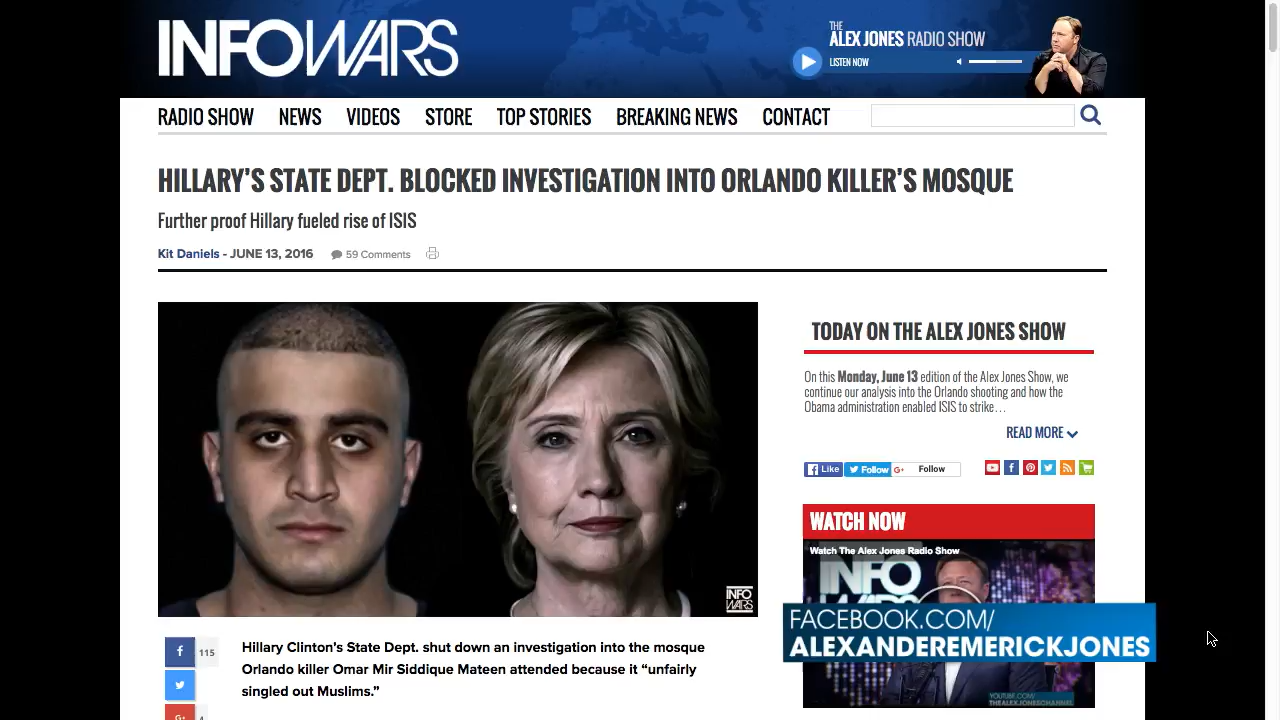 INFOWARS
THE
ALEX JONES RADIO SHOW
LISTEN NOW
RADIO SHOW NEWS VIDEOS STORE TOP STORIES BREAKING NEWS CONTACT
HILLARY'S STATE DEPT. BLOCKED INVESTIGATION INTO ORLANDO KILLER'S MOSQUE
Further proof Hillary fueled rise of ISIS
Kit Daniels - JUNE 13, 2016 59 Comments
INFO
WARS
115
4
Hillary Clinton's State Dept. shut down an investigation into the mosque
Orlando killer Omar Mir Siddique Mateen attended because it “unfairly
singled out Muslims.”
TODAY ON THE ALEX JONES SHOW
On this Monday, June 13 edition of the Alex Jones Show, we
continue our analysis into the Orlando shooting and how the
Obama administration enabled ISIS to strike…
READ MORE
Like Follow G+ Follow
WATCH NOW
Watch The Alex Jones Radio Show
INFO
WARS
FACEBOOK.COM/
ALEXANDEREMERICKJONES
YOUTUBE.COM/
THEALEXJONESCHANNEL